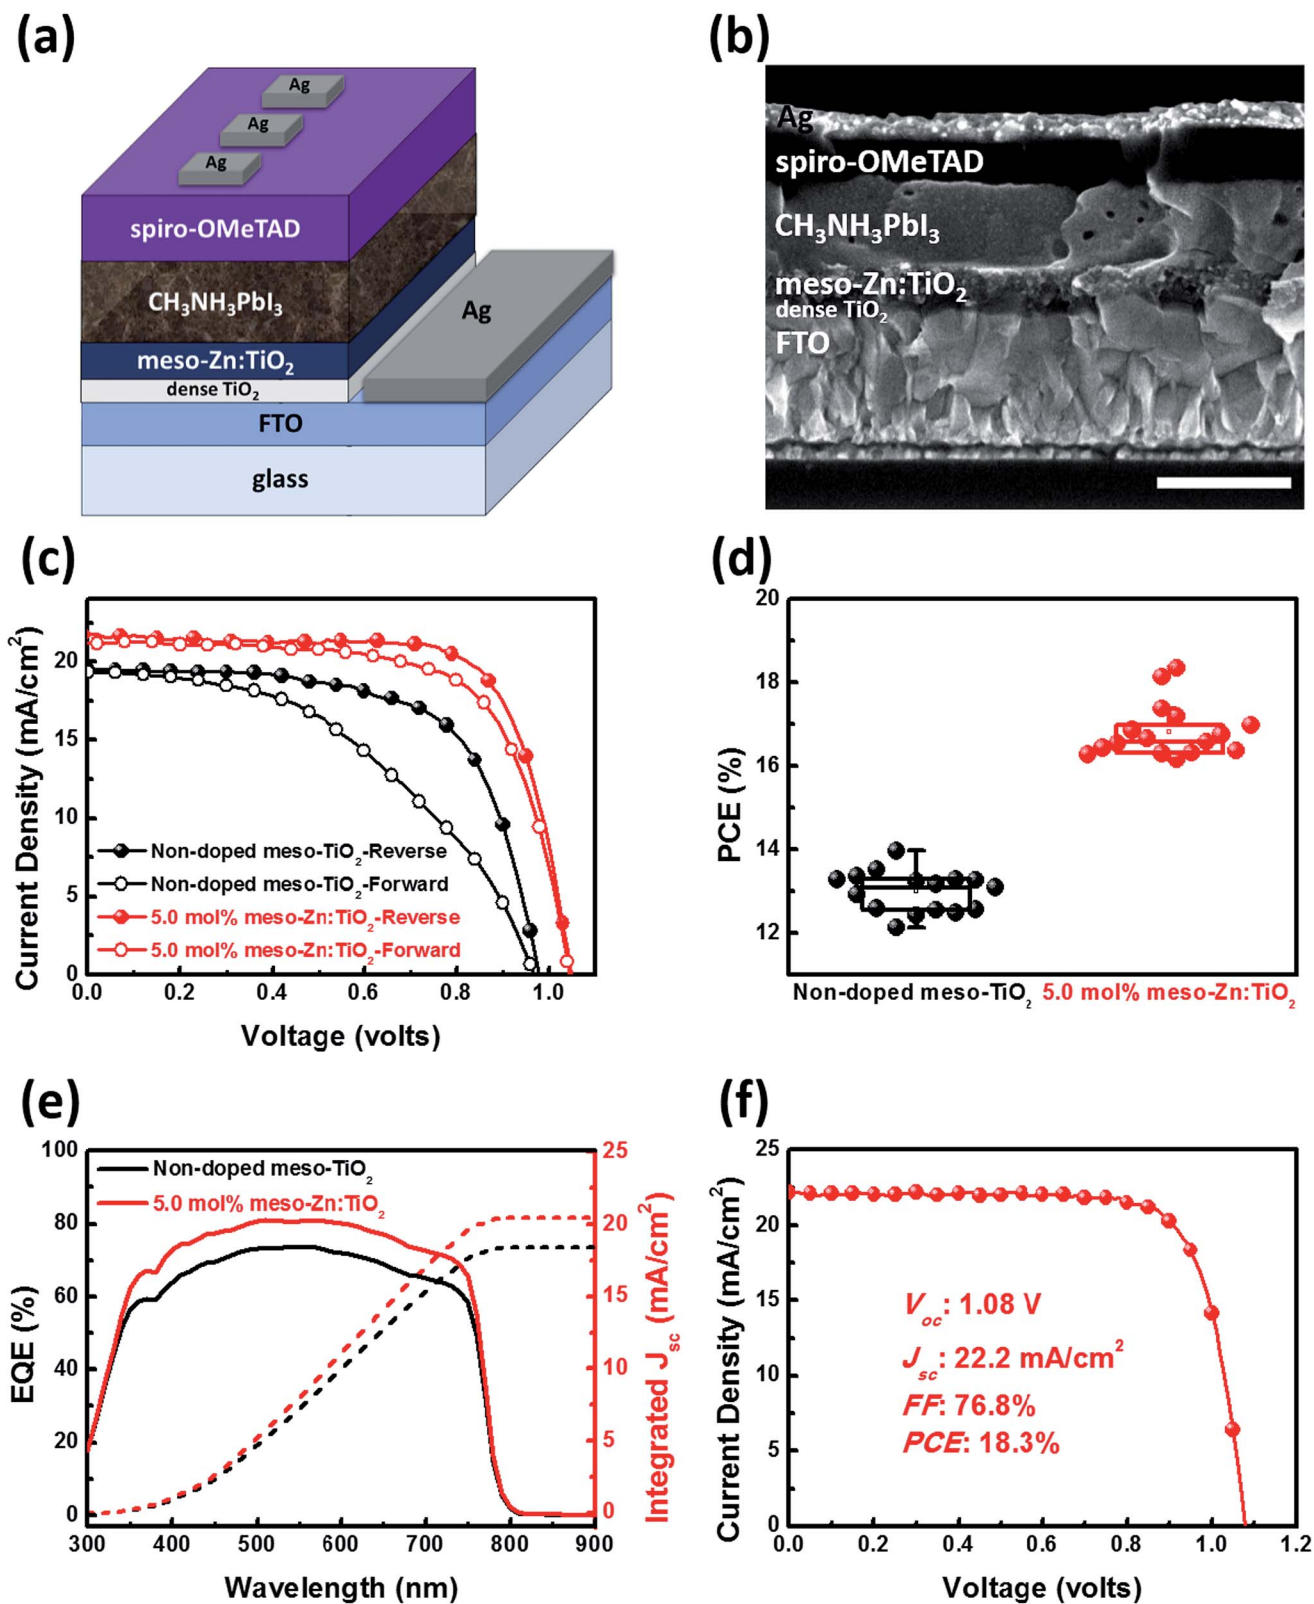 (a)
Ag
Ag
Ag
spiro-OMeTAD
CH₃NH₃PbI₃
Ag
meso-Zn:TiO₂
dense TiO₂
FTO
glass
(b)
Ag
spiro-OMeTAD
CH₃NH₃PbI₃
meso-Zn:TiO₂
dense TiO₂
FTO
(c)
Current Density (mA/cm²)
20
15
10
5
0
Non-doped meso-TiO₂-Reverse
Non-doped meso-TiO₂-Forward
5.0 mol% meso-Zn:TiO₂-Reverse
5.0 mol% meso-Zn:TiO₂-Forward
0.0 0.2 0.4 0.6 0.8 1.0
Voltage (volts)
(d)
PCE (%)
20
18
16
14
12
Non-doped meso-TiO₂ 5.0 mol% meso-Zn:TiO₂
(e)
EQE (%)
100
80
60
40
20
0
Non-doped meso-TiO₂
5.0 mol% meso-Zn:TiO₂
25
20
15
10
5
0
Integrated Jsc (mA/cm²)
300 400 500 600 700 800 900
Wavelength (nm)
(f)
Current Density (mA/cm²)
25
20
15
10
5
0
Voc: 1.08 V
Jsc: 22.2 mA/cm²
FF: 76.8%
PCE: 18.3%
0.0 0.2 0.4 0.6 0.8 1.0 1.2
Voltage (volts)